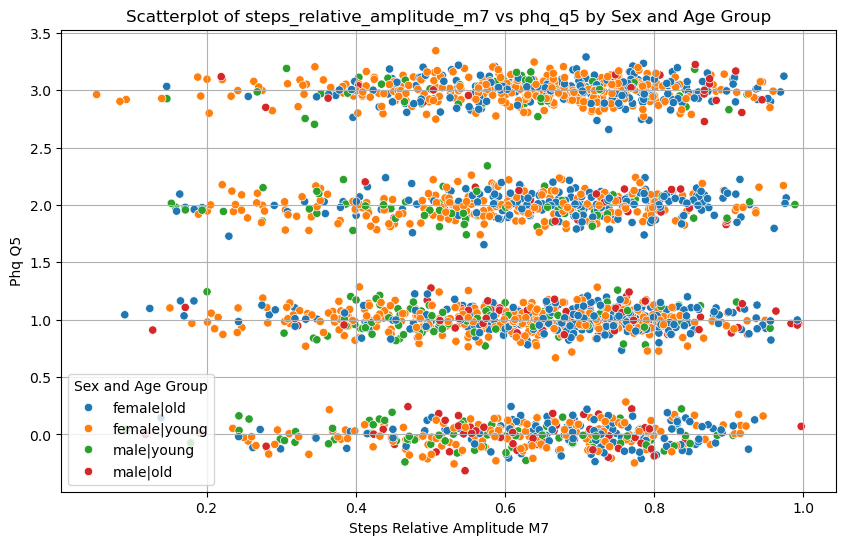 Scatterplot of steps_relative_amplitude_m7 vs phq_q5 by Sex and Age Group
3.5
3.0
2.5
2.0
1.5
1.0
0.5
0.0
Phq Q5
Sex and Age Group
female|old
female|young
male|young
male|old
0.2
0.4
0.6
0.8
1.0
Steps Relative Amplitude M7